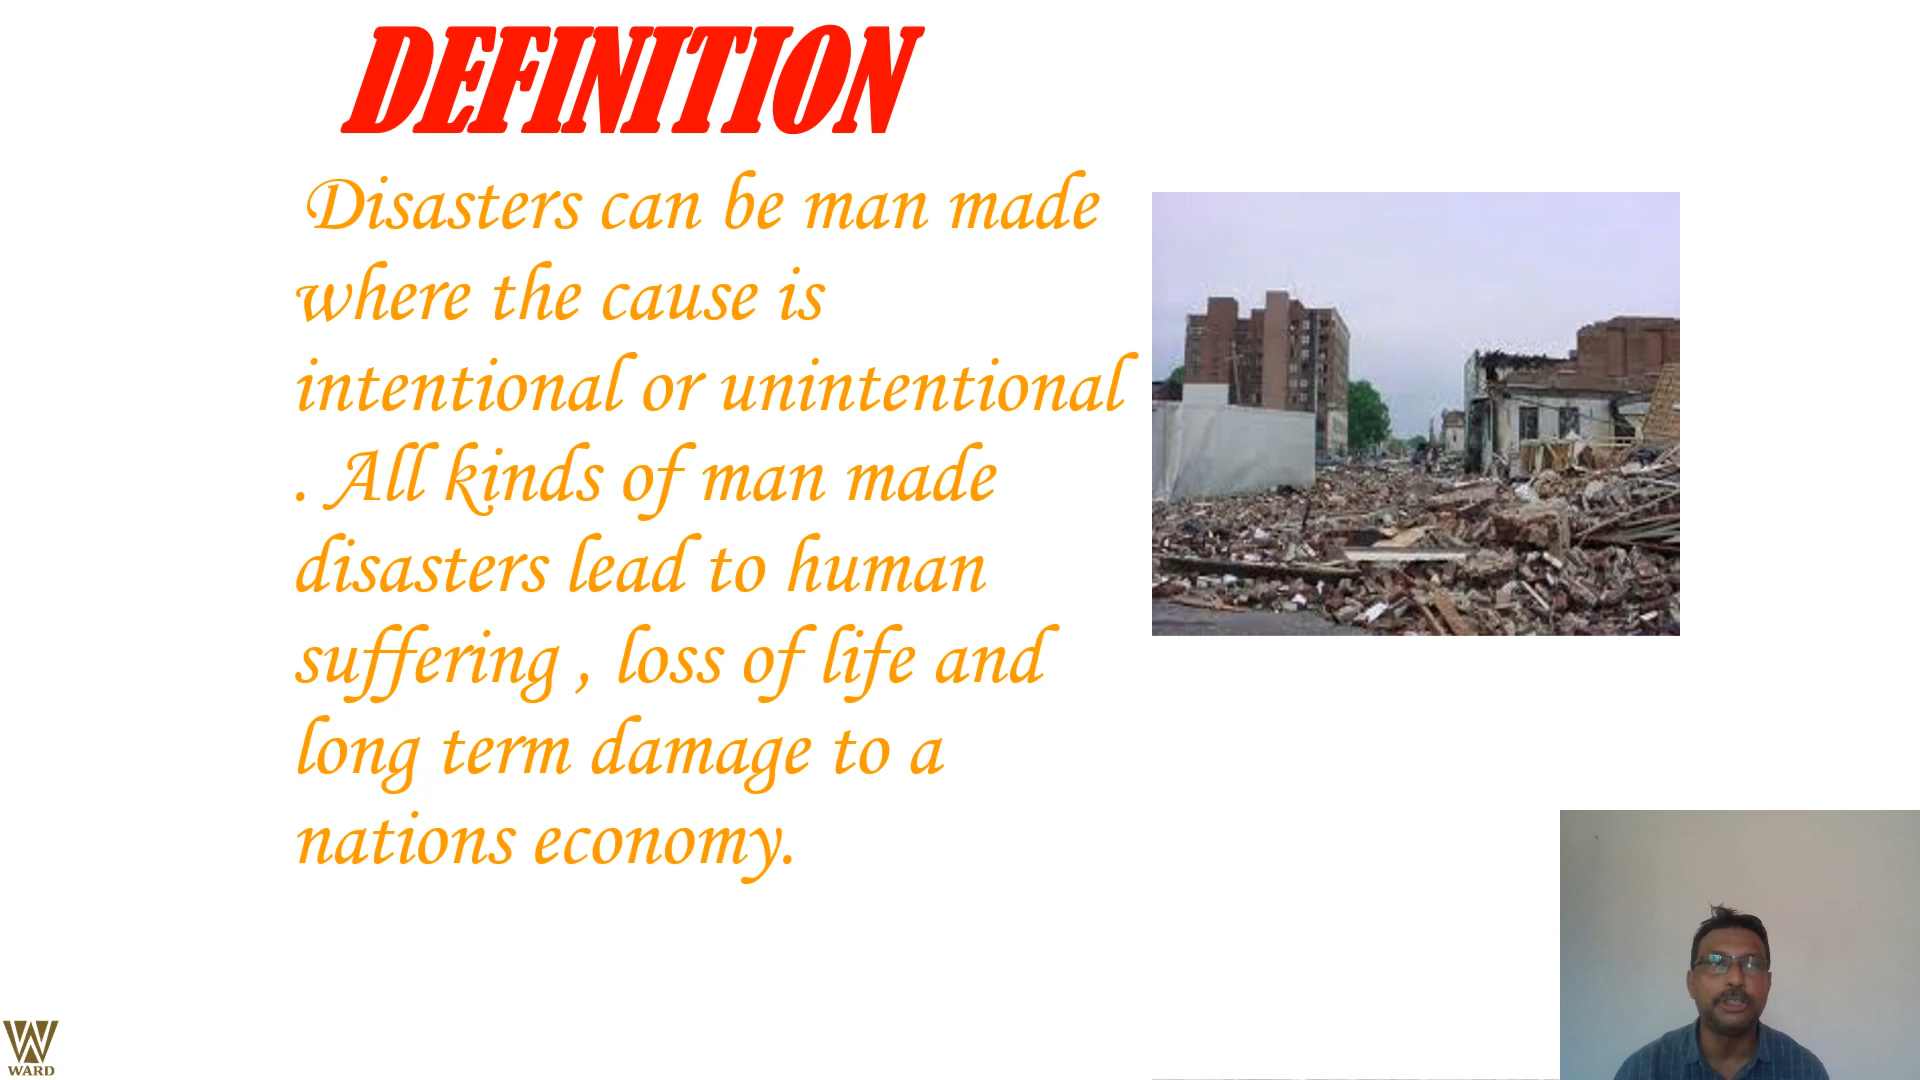 DEFINITION
Disasters can be man made
where the cause is
intentional or unintentional
. All kinds of man made
disasters lead to human
suffering , loss of life and
long term damage to a
nations economy.
WARD